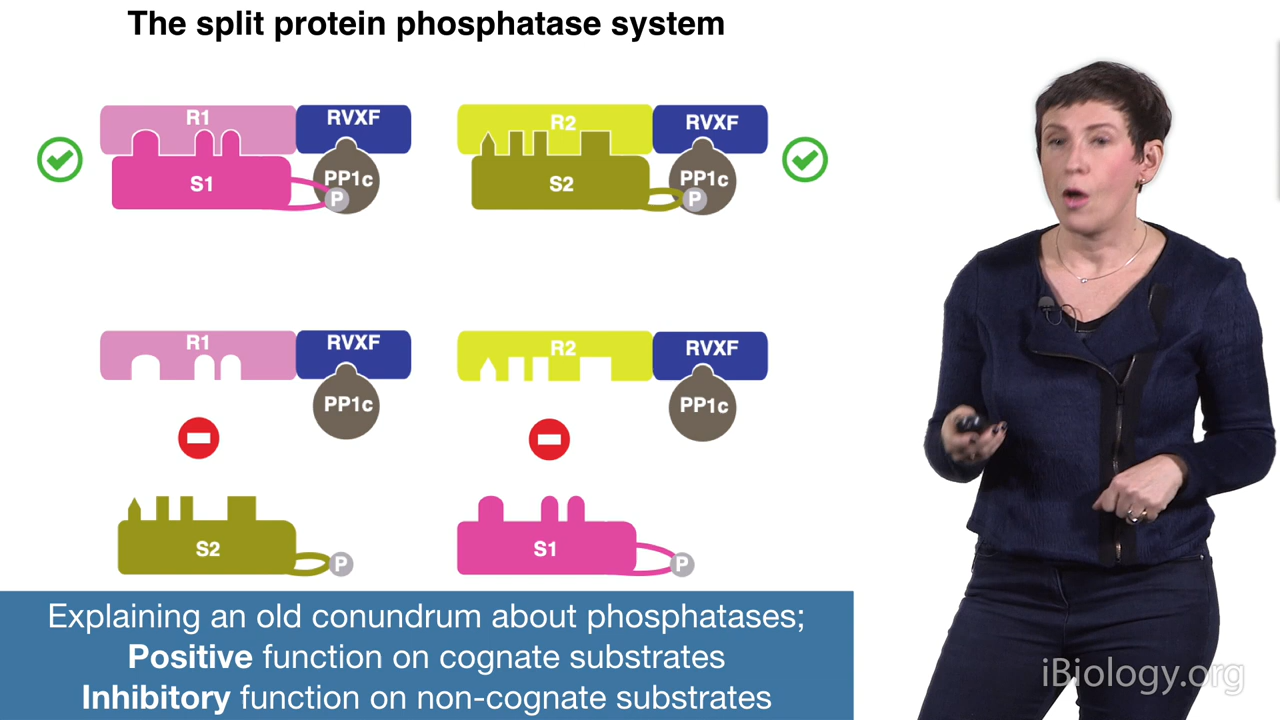 The split protein phosphatase system
R1 RVXF R2 RVXF
S1 PP1c P S2 PP1c P
R1 RVXF R2 RVXF
PP1c PP1c
S2 P S1 P
Explaining an old conundrum about phosphatases;
Positive function on cognate substrates
Inhibitory function on non-cognate substrates
iBiology.org